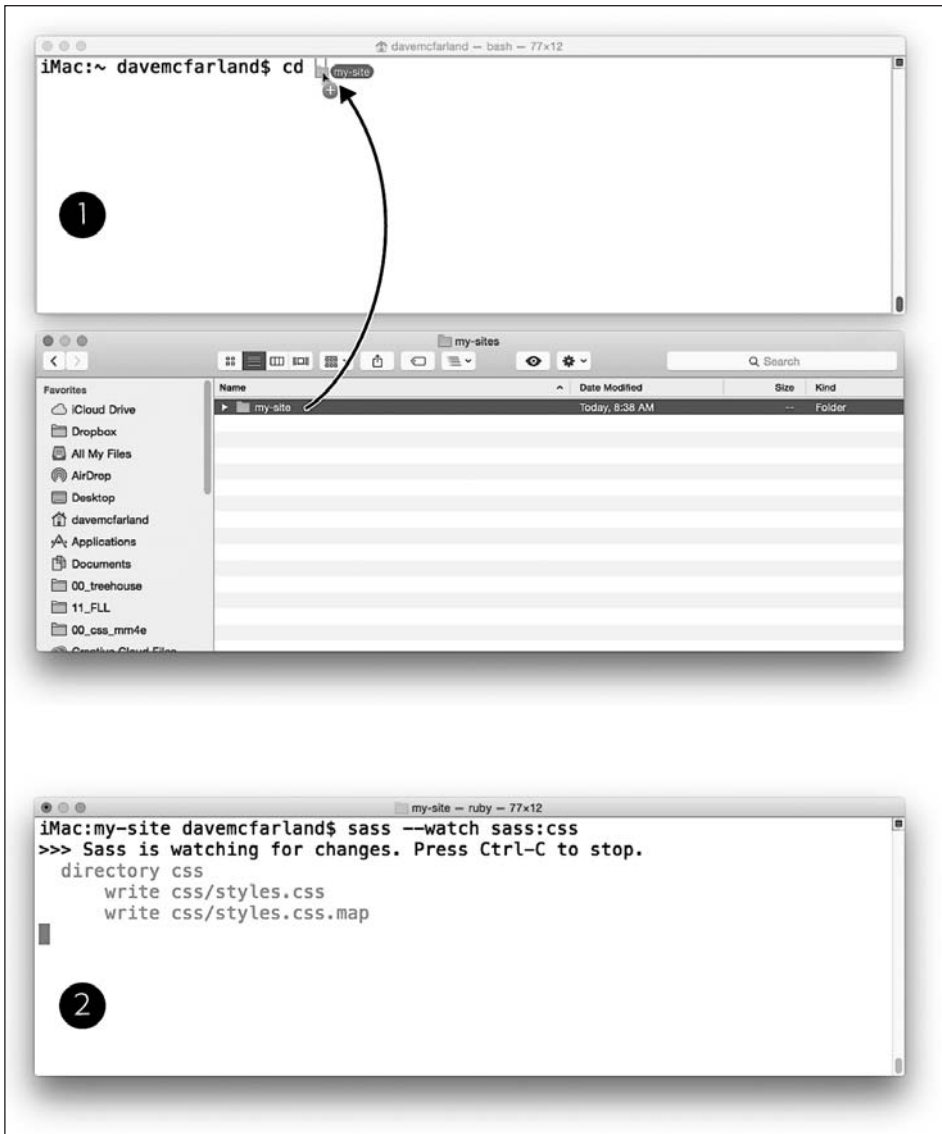 davemcfarland — bash — 77×12
iMac:~ davemcfarland$ cd
my-site
1
my-sites
Search
Favorites
Name
Date Modified
Size
Kind
iCloud Drive
my-site
Today, 8:38 AM
--
Folder
Dropbox
All My Files
AirDrop
Desktop
davemcfarland
Applications
Documents
00_treehouse
11_FLL
00_css_mm4e
Creative Cloud Files
my-site — ruby — 77×12
iMac:my-site davemcfarland$ sass --watch sass:css
>>> Sass is watching for changes. Press Ctrl-C to stop.
directory css
write css/styles.css
write css/styles.css.map
2